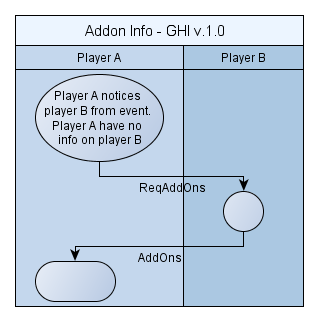 Addon Info - GHI v.1.0
Player A
Player B
Player A notices
player B from event.
Player A have no
info on player B
ReqAddOns
AddOns